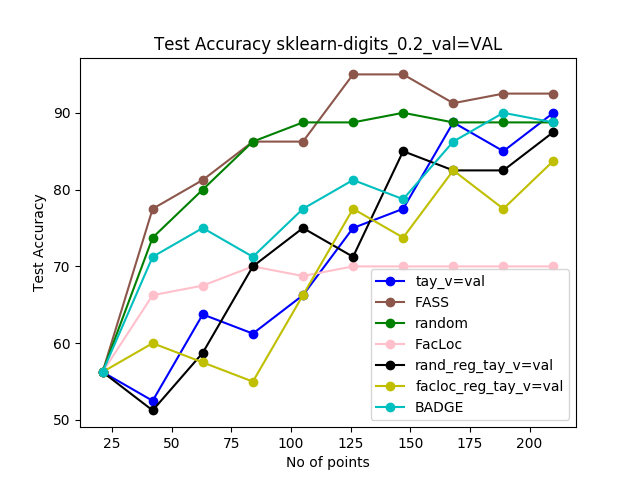 Test Accuracy sklearn-digits_0.2_val=VAL
Test Accuracy
90
80
70
60
50
25
50
75
100
125
150
175
200
No of points
tay_v=val
FASS
random
FacLoc
rand_reg_tay_v=val
facloc_reg_tay_v=val
BADGE